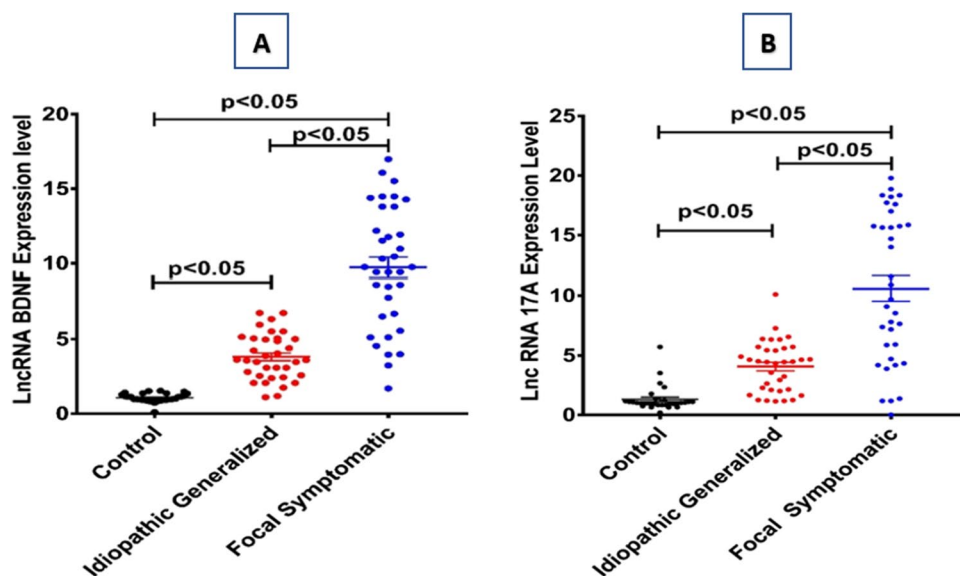 A
LncRNA BDNF Expression level
20
15
10
5
0
p<0.05
p<0.05
p<0.05
Control
Idiopathic Generalized
Focal Symptomatic
B
Lnc RNA 17A Expression Level
25
20
15
10
5
0
p<0.05
p<0.05
p<0.05
Control
Idiopathic Generalized
Focal Symptomatic